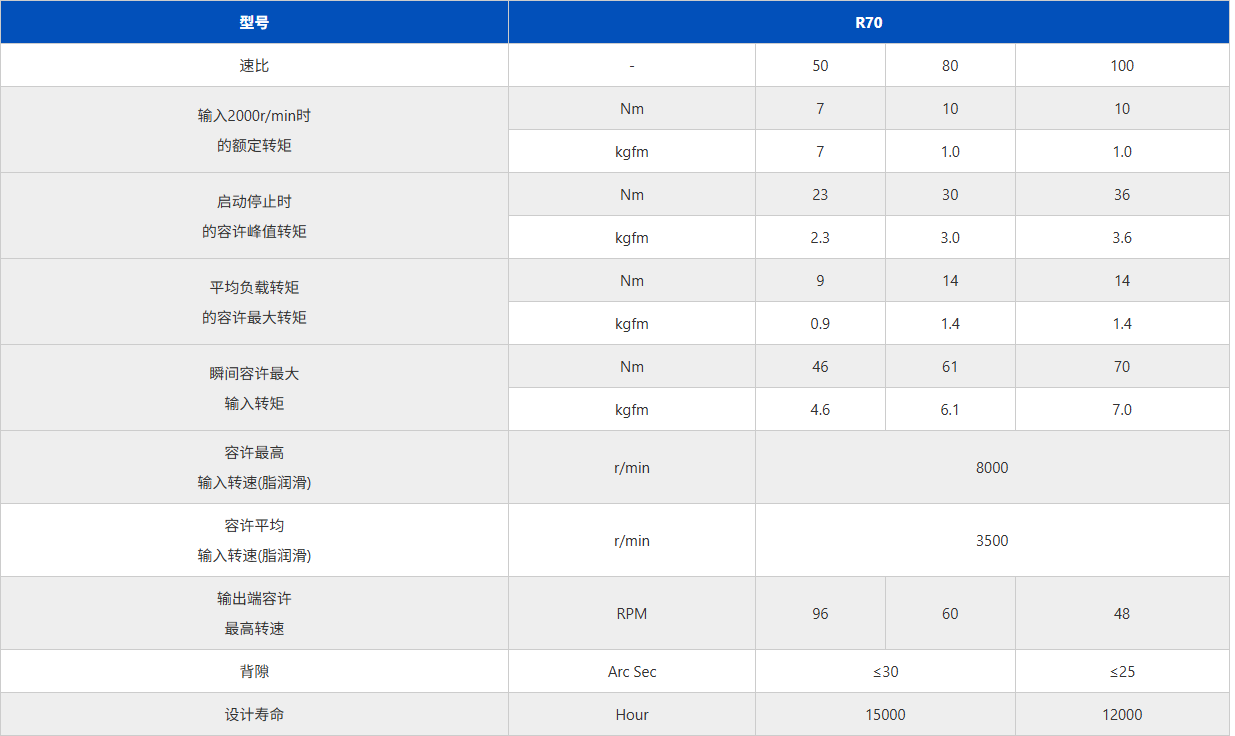 型号 R70
速比 - 50 80 100
输入2000r/min时
的额定转矩
Nm 7 10 10
kgfm 7 1.0 1.0
启动停止时
的容许峰值转矩
Nm 23 30 36
kgfm 2.3 3.0 3.6
平均负载转矩
的容许最大转矩
Nm 9 14 14
kgfm 0.9 1.4 1.4
瞬间容许最大
输入转矩
Nm 46 61 70
kgfm 4.6 6.1 7.0
容许最高
输入转速(脂润滑)
r/min 8000
容许平均
输入转速(脂润滑)
r/min 3500
输出端容许
最高转速
RPM 96 60 48
背隙 Arc Sec ≤30 ≤25
设计寿命 Hour 15000 12000